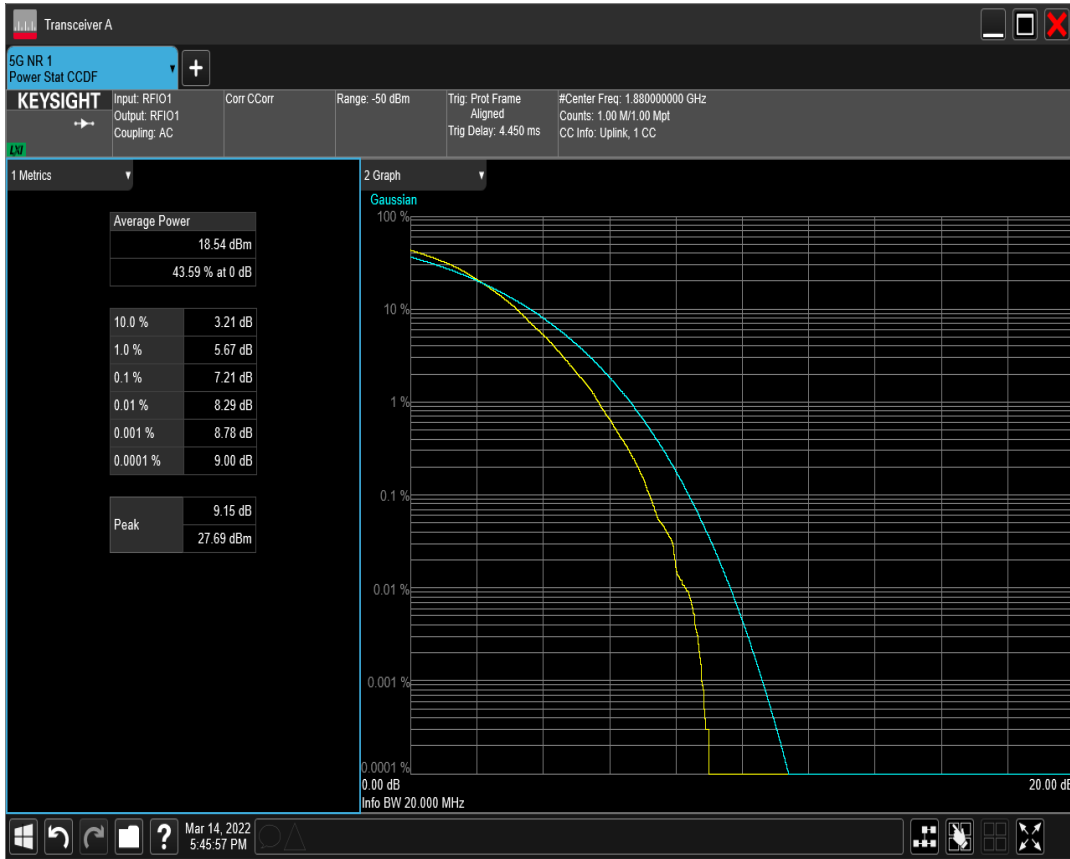 Transceiver A
5G NR 1
Power Stat CCDF
+
KEYSIGHT
LXI
Input: RFIO1
Output: RFIO1
Coupling: AC
Corr CCorr
Range: -50 dBm
Trig: Prot Frame
Aligned
Trig Delay: 4.450 ms
#Center Freq: 1.880000000 GHz
Counts: 1.00 M/1.00 Mpt
CC Info: Uplink, 1 CC
1 Metrics
Average Power
18.54 dBm
43.59 % at 0 dB
10.0 % 3.21 dB
1.0 % 5.67 dB
0.1 % 7.21 dB
0.01 % 8.29 dB
0.001 % 8.78 dB
0.0001 % 9.00 dB
Peak
9.15 dB
27.69 dBm
2 Graph
Gaussian
100 %
10 %
1 %
0.1 %
0.01 %
0.001 %
0.0001 %
0.00 dB 20.00 dB
Info BW 20.000 MHz
?
Mar 14, 2022
5:45:57 PM